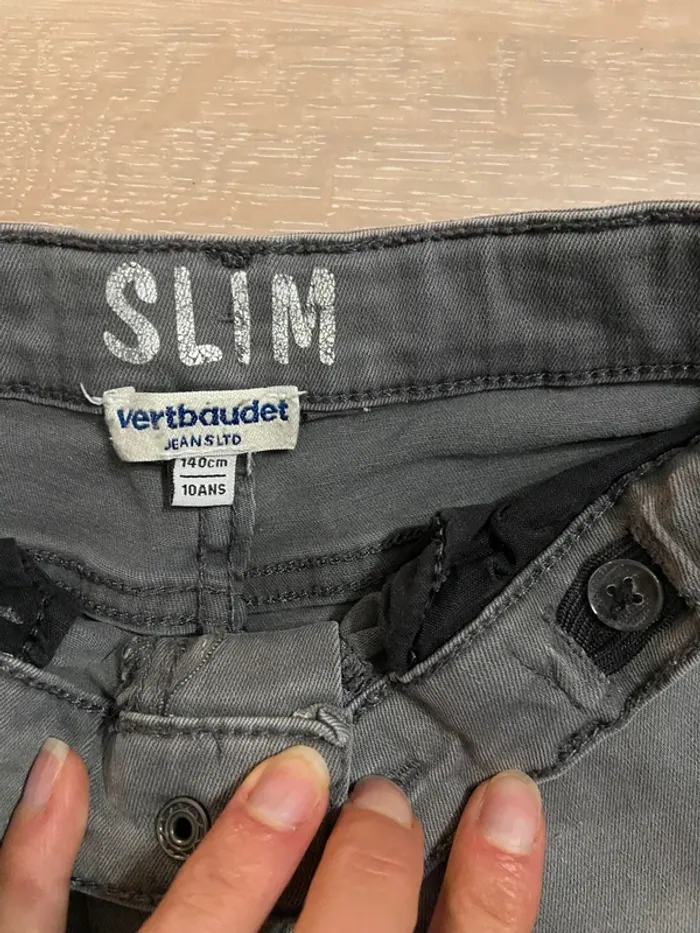 SLIM
vertbaudet
JEANS LTD
140cm
10ANS